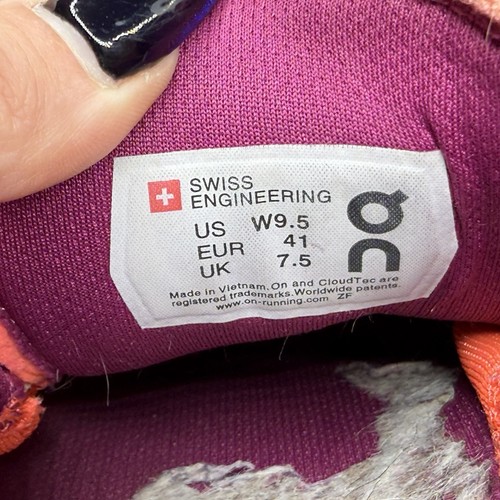 SWISS
ENGINEERING
US W9.5
EUR 41
UK 7.5
On
Made in Vietnam, On and CloudTec are
registered trademarks. Worldwide patents.
www.on-running.com ZF